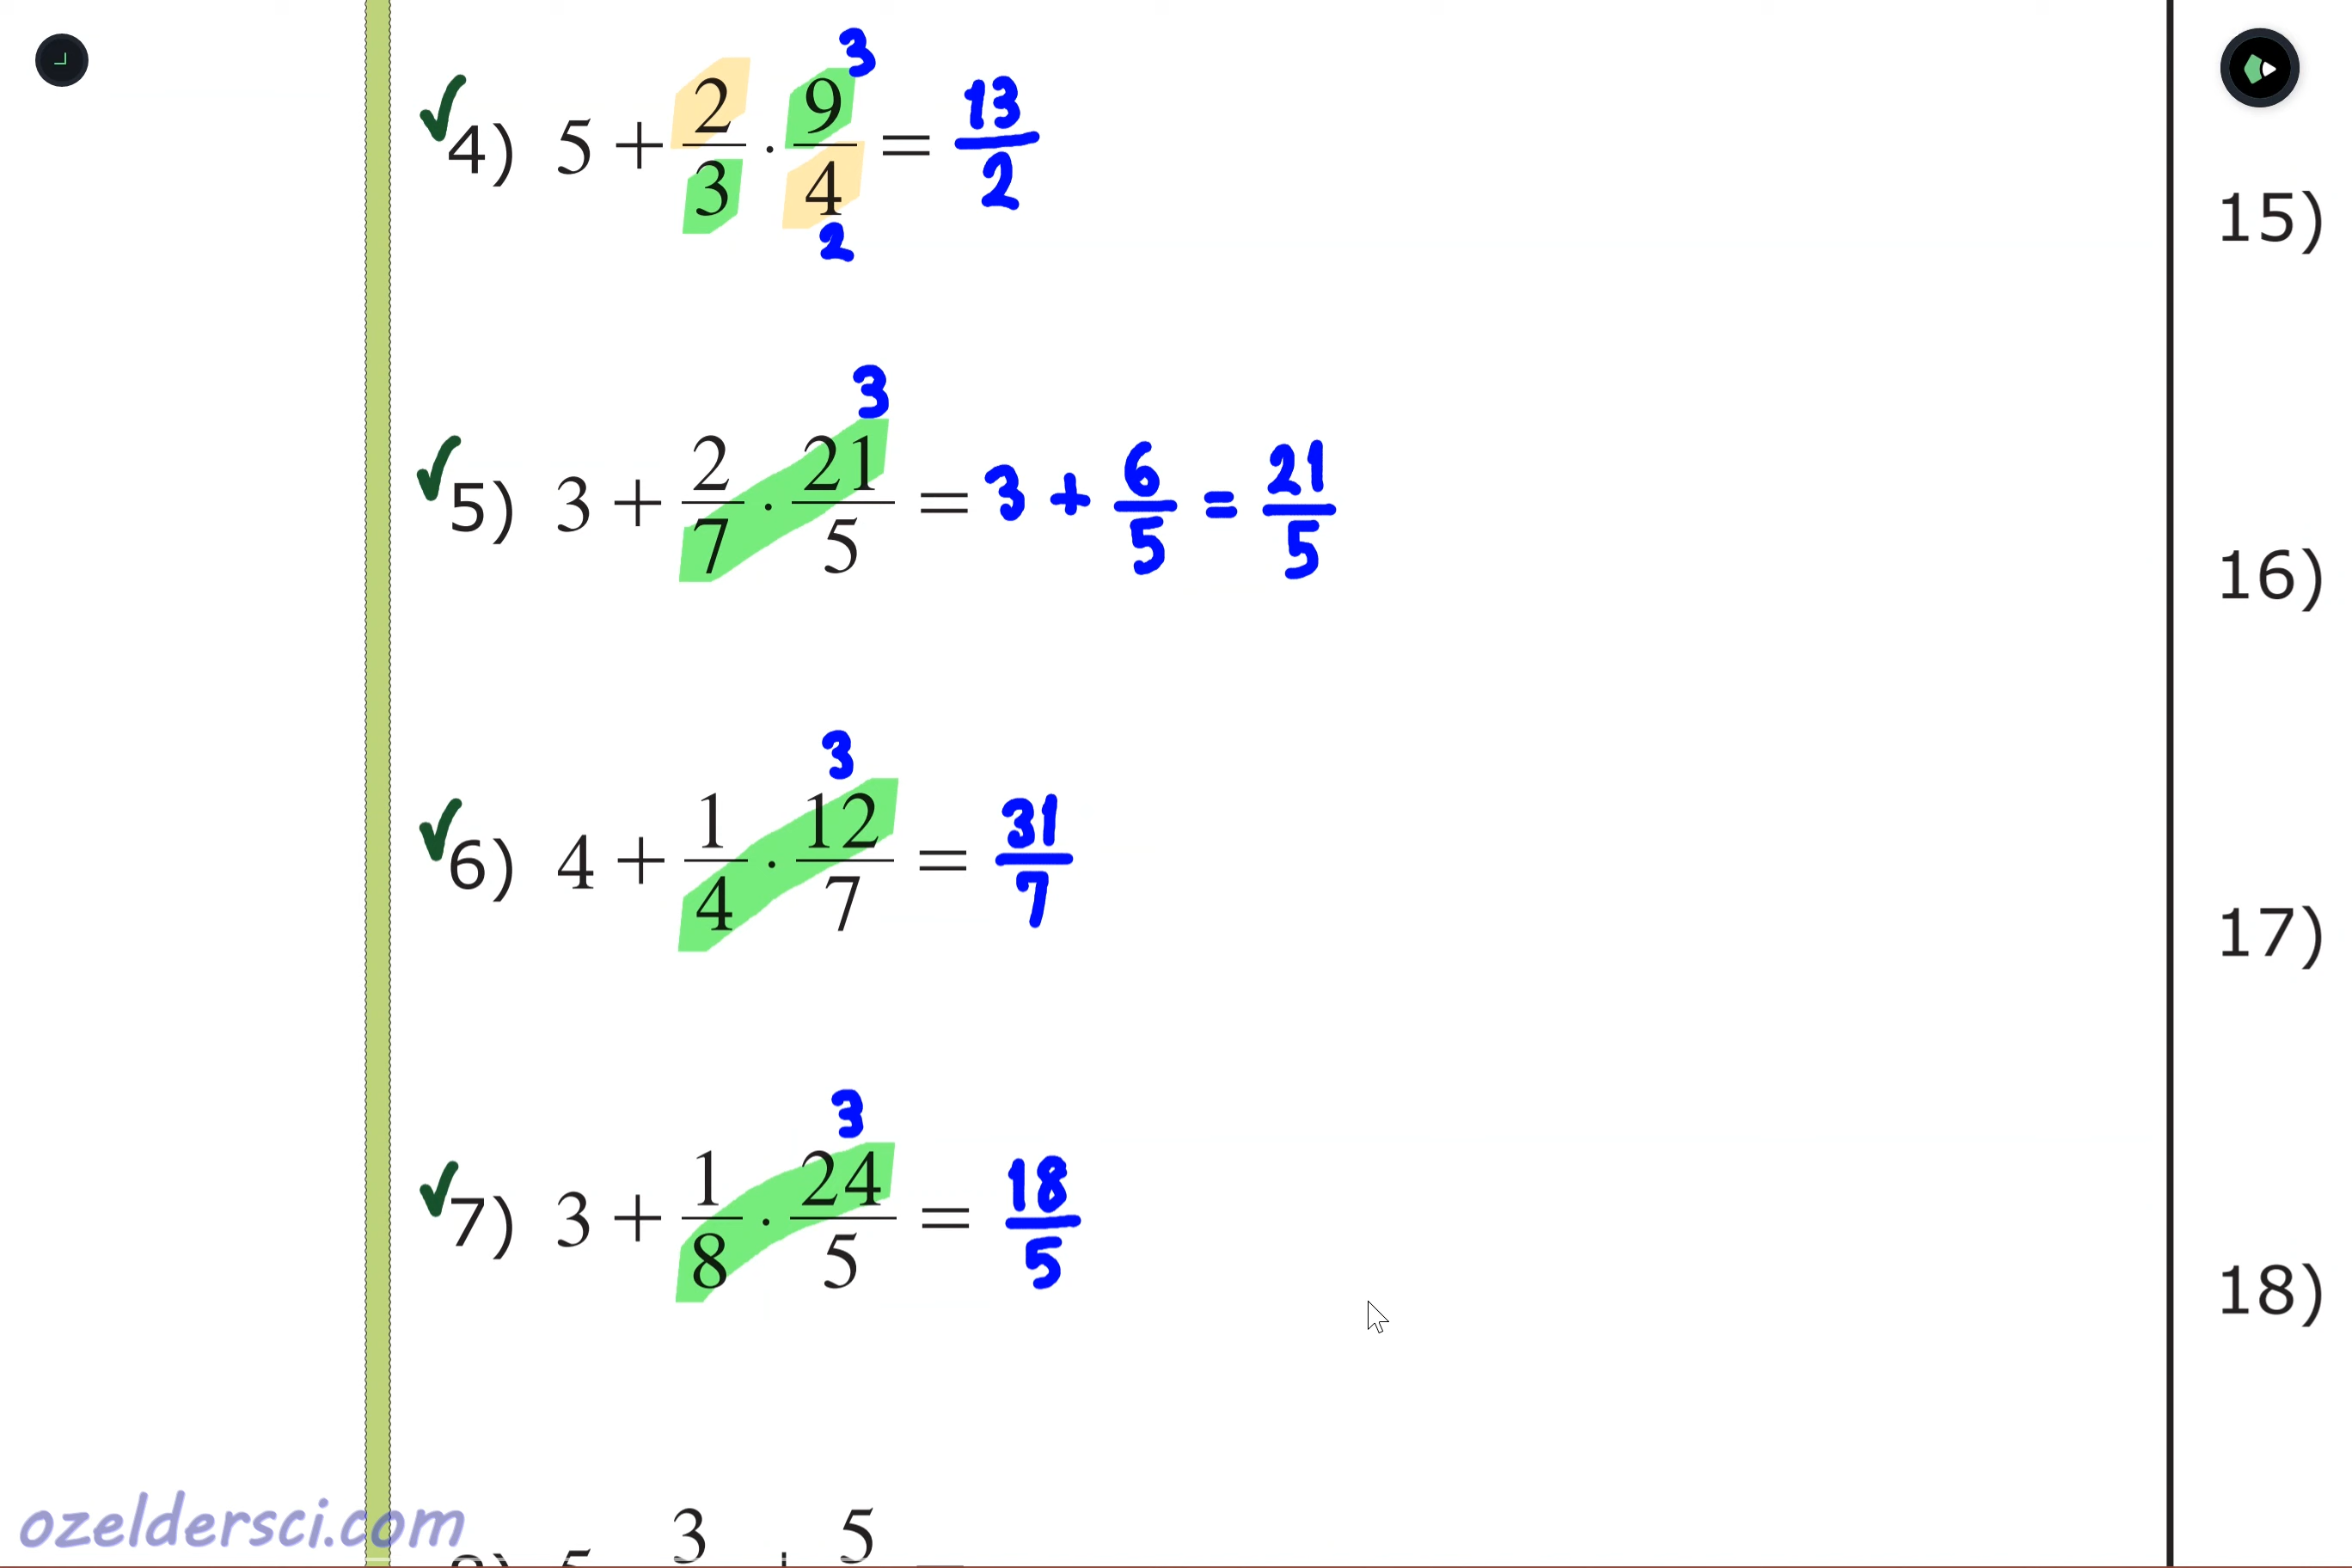 3
4) 5 + 2/3 · 9/4 = 13/2
2
15)
3
5) 3 + 2/7 · 21/5 = 3 + 6/5 = 21/5
16)
3
6) 4 + 1/4 · 12/7 = 31/7
17)
3
7) 3 + 1/8 · 24/5 = 18/5
18)
3 5
ozeldersci.com